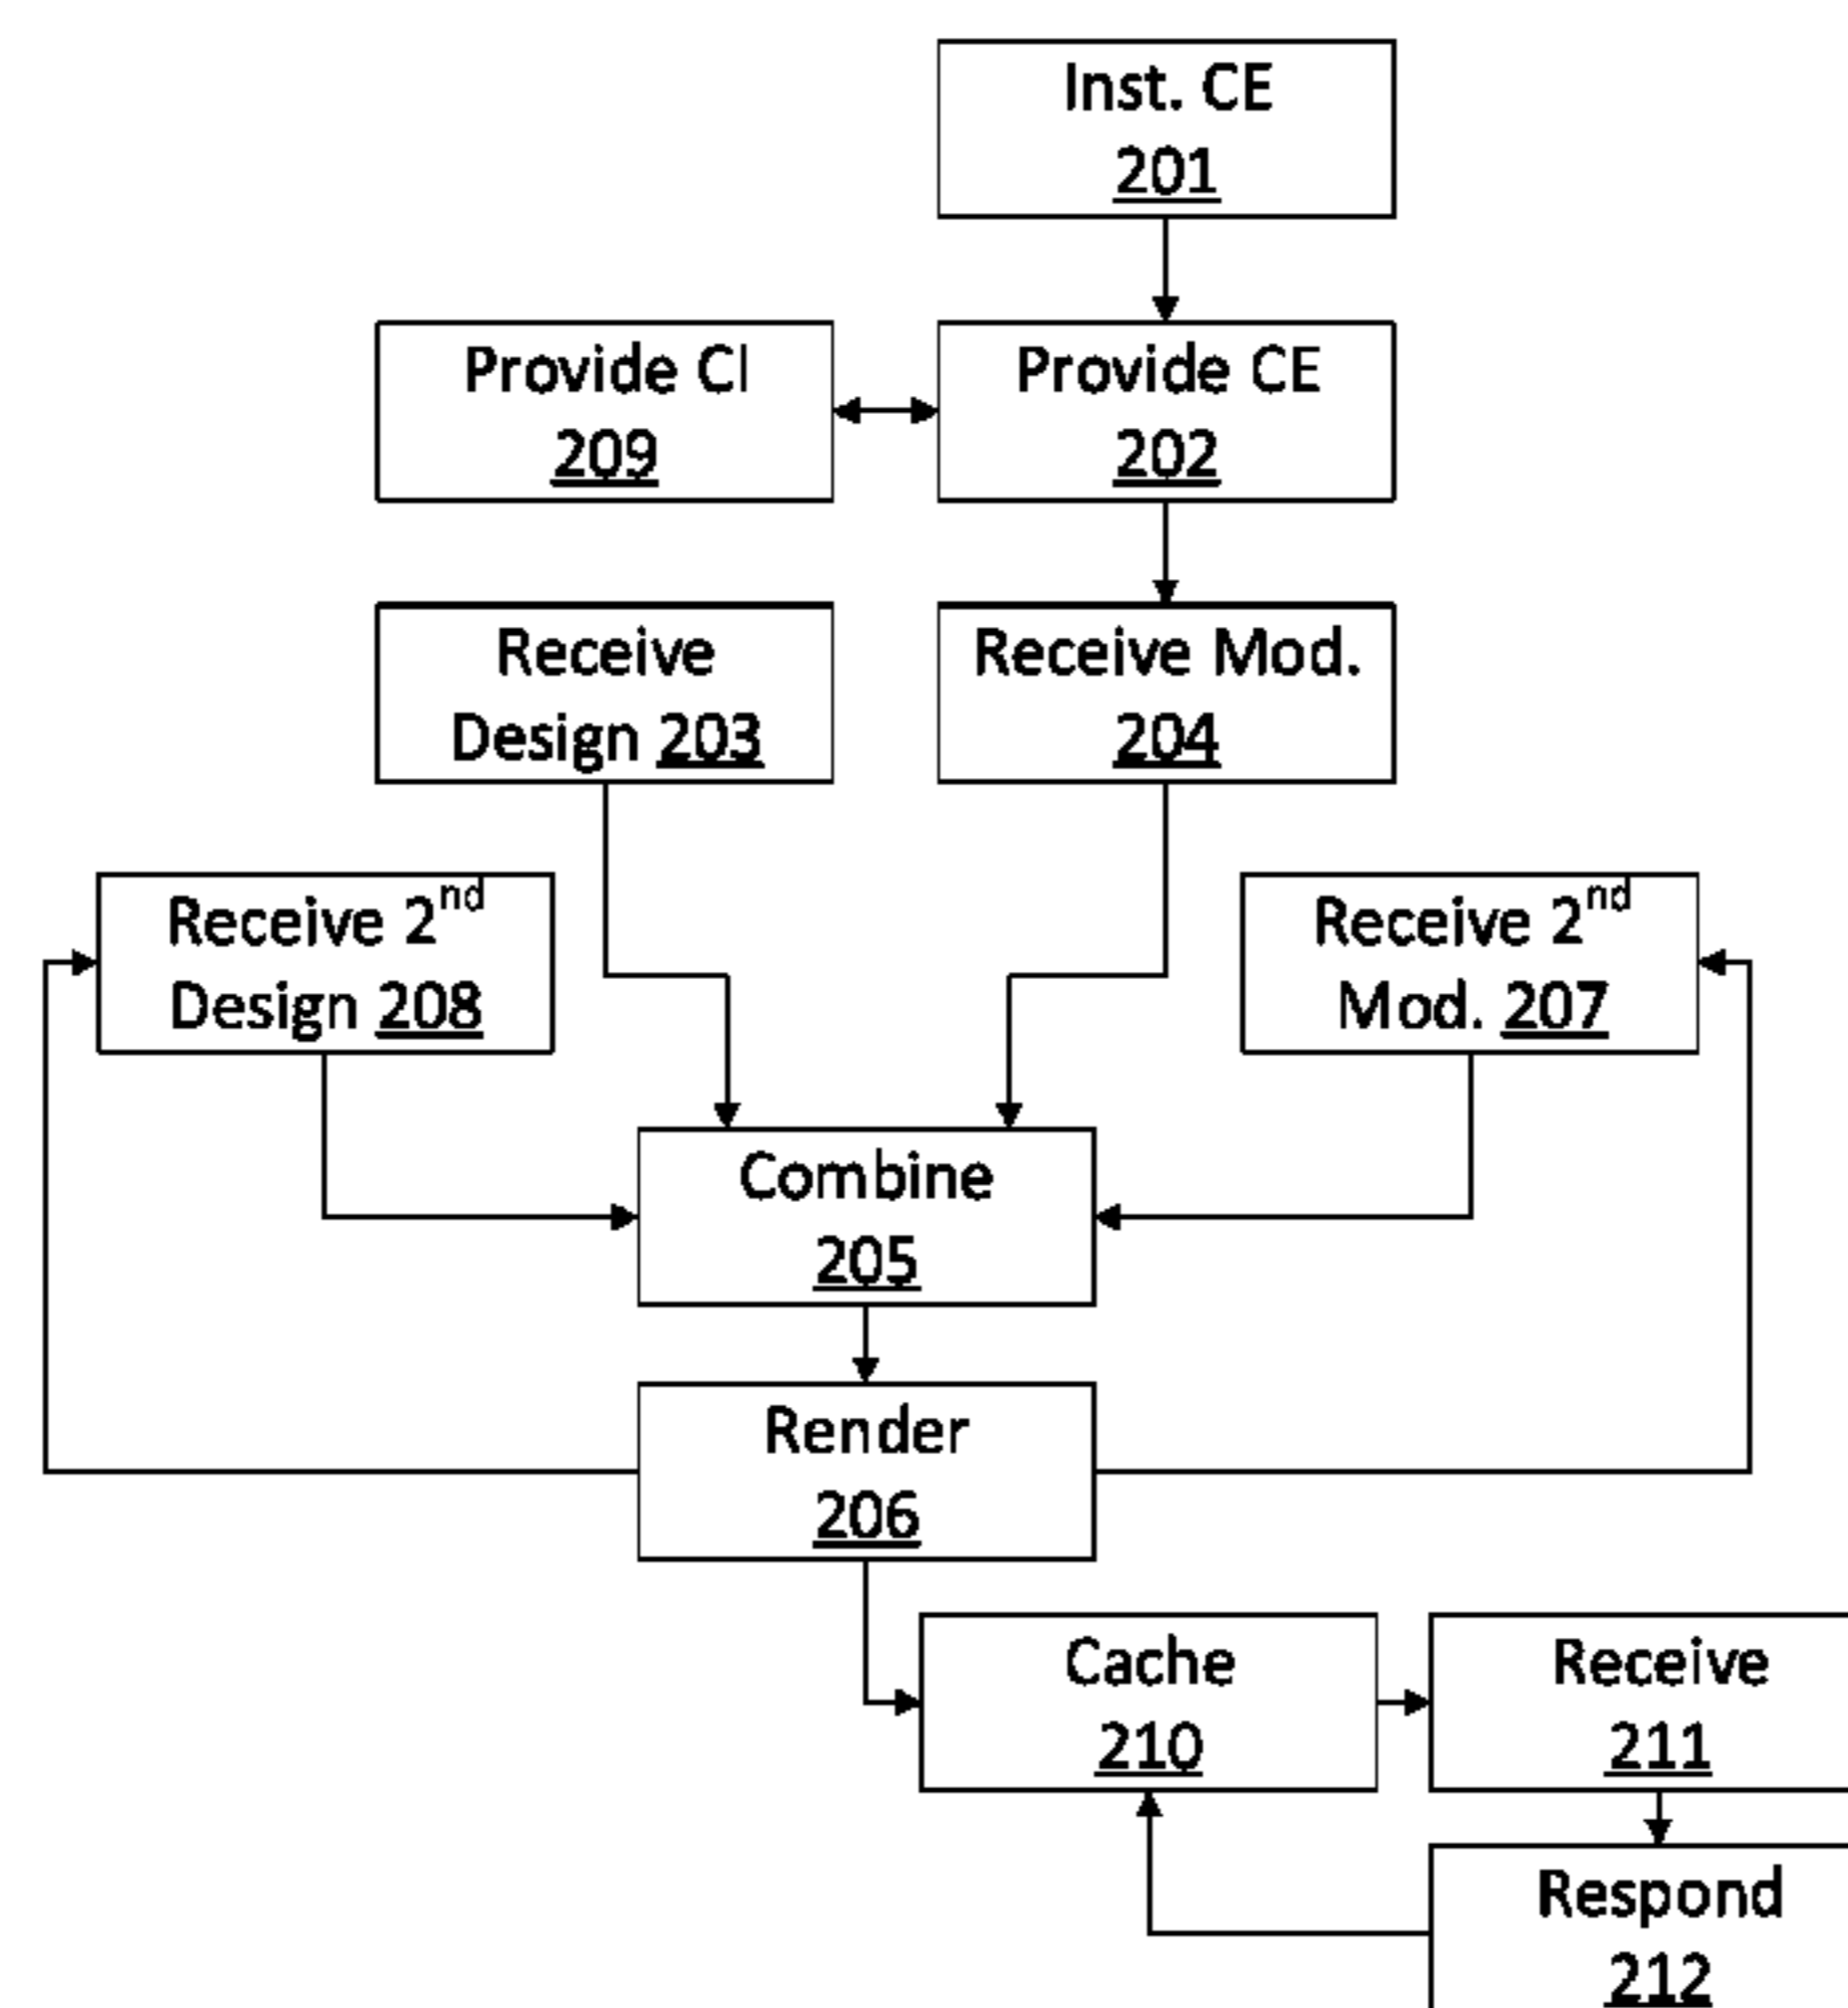 Inst. CE
201
Provide CI
209
Provide CE
202
Receive
Design 203
Receive Mod.
204
Receive 2nd
Design 208
Receive 2nd
Mod. 207
Combine
205
Render
206
Cache
210
Receive
211
Respond
212